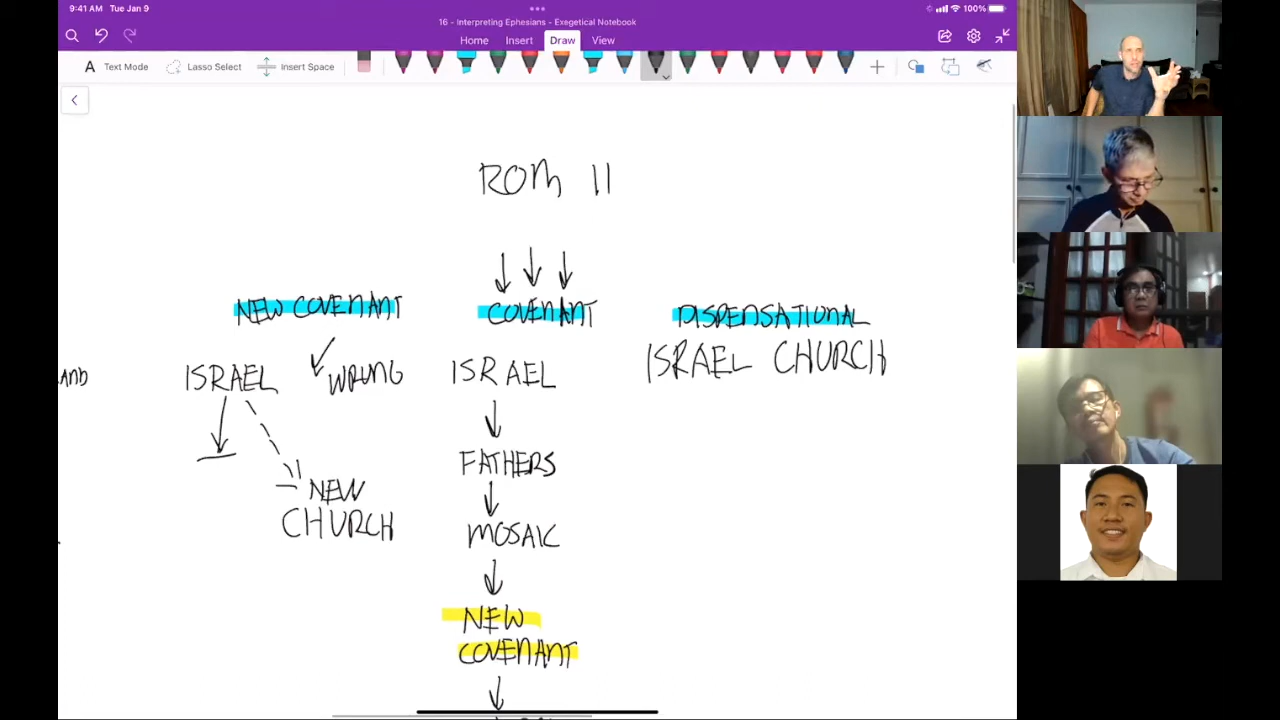 9:41 AM Tue Jan 9
100%
16 - Interpreting Ephesians - Exegetical Notebook
Home Insert Draw View
A Text Mode Lasso Select Insert Space
ROM 11
NEW COVENANT COVENANT DISPENSATIONAL
AND ISRAEL WRONG ISRAEL ISRAEL CHURCH
FATHERS
NEW
CHURCH
MOSAIC
NEW
COVENANT